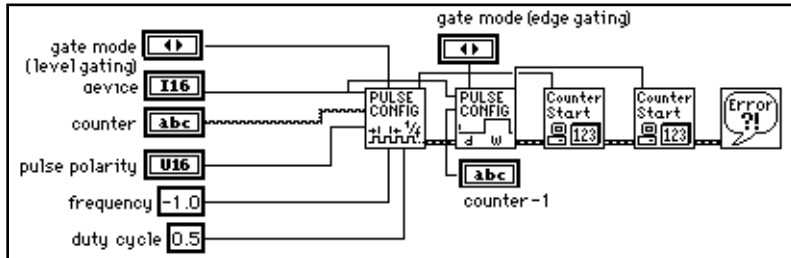 gate mode (edge gating)
gate mode
(level gating)
device
I16
counter
abc
pulse polarity
U16
frequency
-1.0
duty cycle
0.5
PULSE
CONFIG
PULSE
CONFIG
d w
Counter
Start
123
Counter
Start
123
Error
?!
abc
counter-1